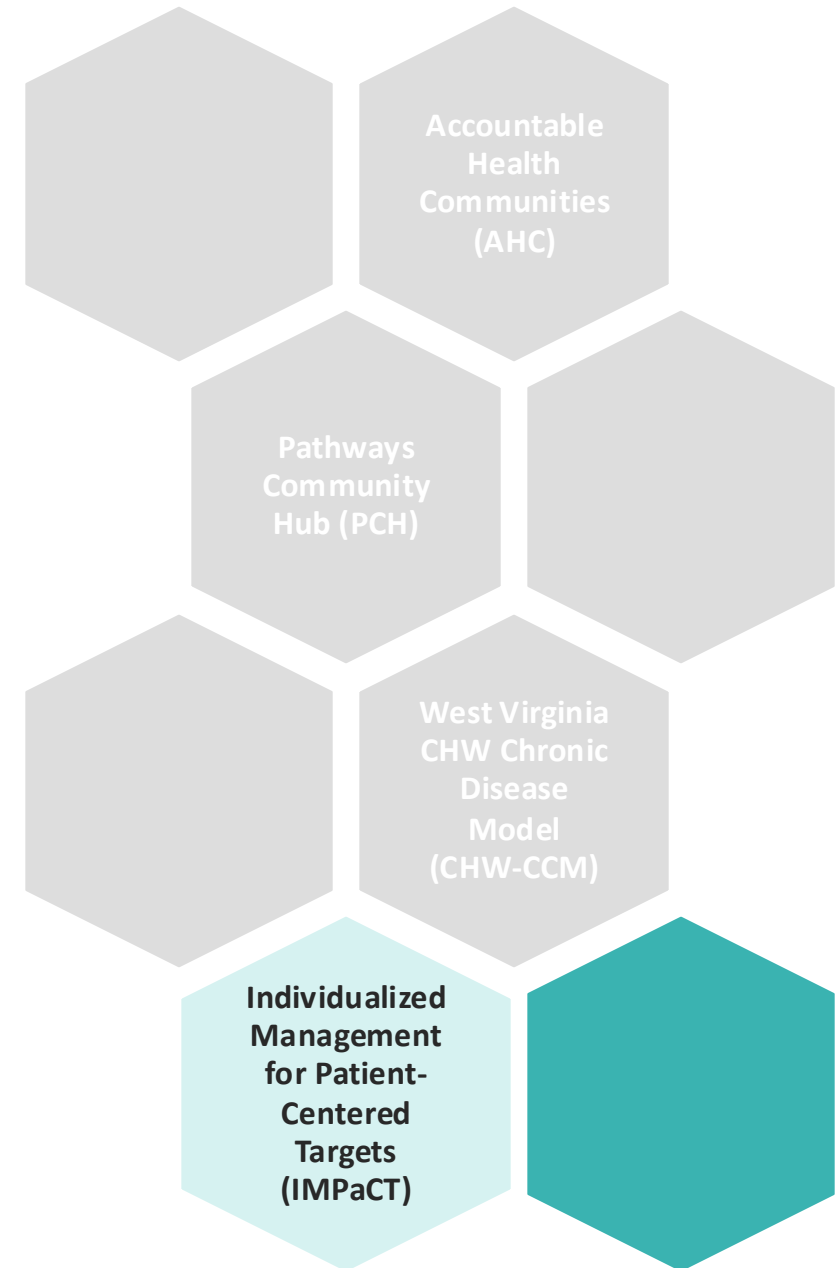 Accountable
Health
Communities
(AHC)
Pathways
Community
Hub (PCH)
West Virginia
CHW Chronic
Disease
Model
(CHW-CCM)
Individualized
Management
for Patient-
Centered
Targets
(IMPaCT)